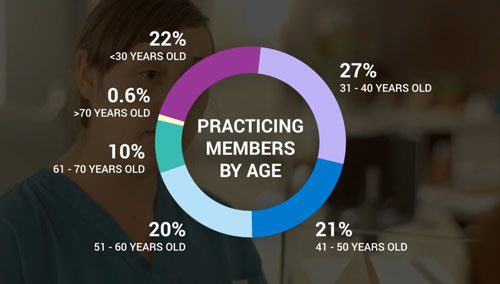 22%
<30 YEARS OLD
27%
31 - 40 YEARS OLD
0.6%
>70 YEARS OLD
PRACTICING
MEMBERS
BY AGE
10%
61 - 70 YEARS OLD
20%
51 - 60 YEARS OLD
21%
41 - 50 YEARS OLD